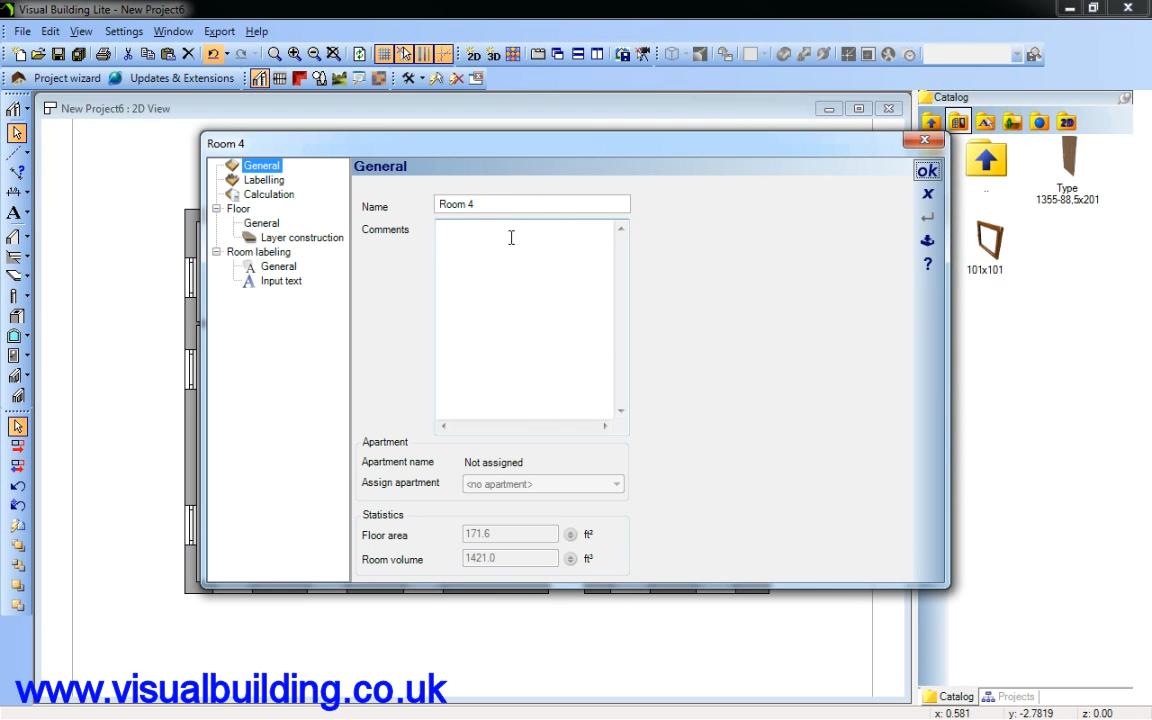 Visual Building Lite - New Project6
File Edit View Settings Window Export Help
2D 3D
Project wizard Updates & Extensions
New Project6 : 2D View
Catalog
2D
Room 4
General
Labelling
Calculation
Floor
General
Layer construction
Room labeling
General
Input text
General
Name Room 4
Comments
Apartment
Apartment name Not assigned
Assign apartment <no apartment>
Statistics
Floor area 171.6 ft²
Room volume 1421.0 ft³
ok
x
?
..
Type
1355-88,5x201
101x101
www.visualbuilding.co.uk
Catalog Projects
x: 0.581 y: -2.7819 z: 0.00